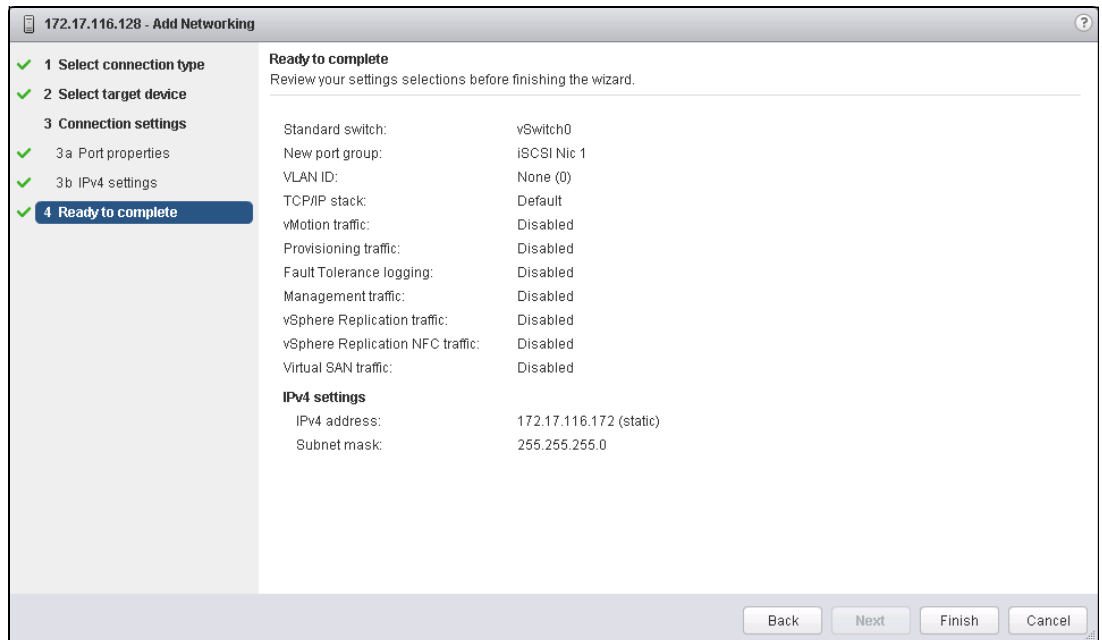 172.17.116.128 - Add Networking
?
1 Select connection type
2 Select target device
3 Connection settings
3a Port properties
3b IPv4 settings
4 Ready to complete
Ready to complete
Review your settings selections before finishing the wizard.
Standard switch: vSwitch0
New port group: iSCSI Nic 1
VLAN ID: None (0)
TCP/IP stack: Default
vMotion traffic: Disabled
Provisioning traffic: Disabled
Fault Tolerance logging: Disabled
Management traffic: Disabled
vSphere Replication traffic: Disabled
vSphere Replication NFC traffic: Disabled
Virtual SAN traffic: Disabled
IPv4 settings
IPv4 address: 172.17.116.172 (static)
Subnet mask: 255.255.255.0
Back Next Finish Cancel